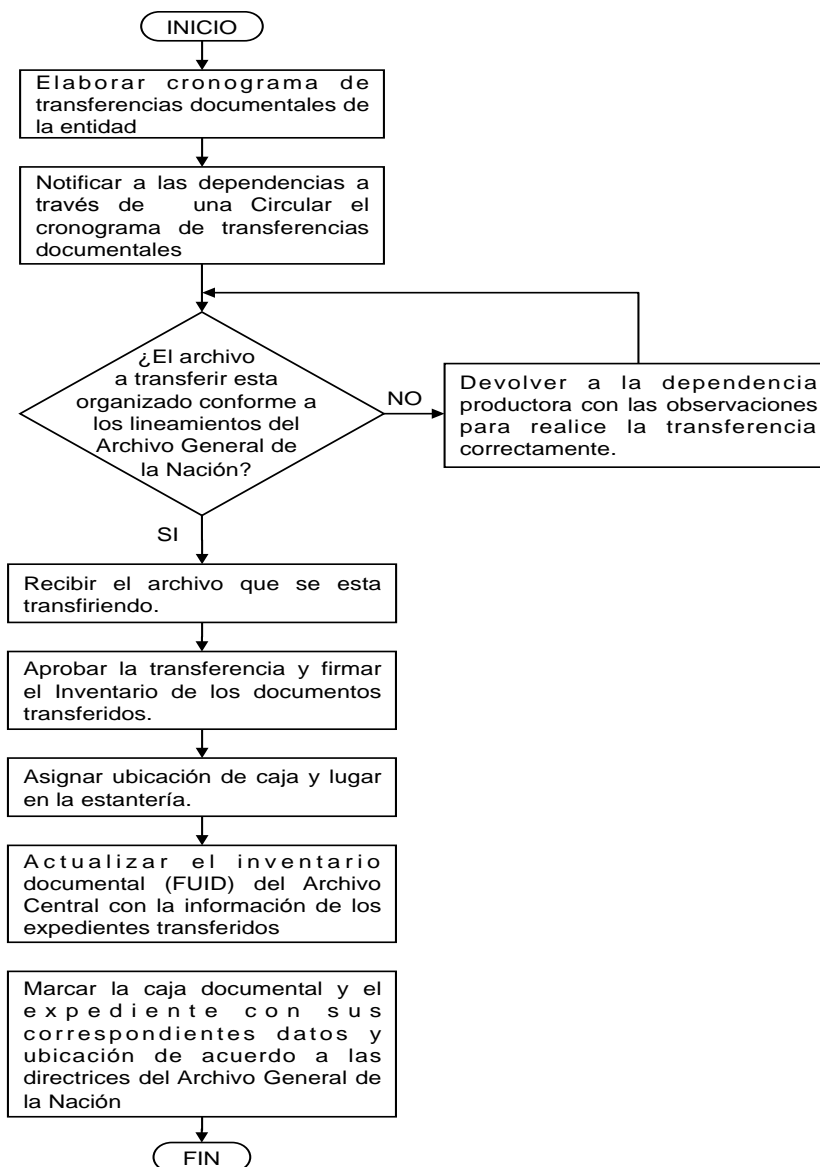 INICIO
Elaborar cronograma de
transferencias documentales de
la entidad
Notificar a las dependencias a
través de una Circular el
cronograma de transferencias
documentales
¿El archivo
a transferir esta
organizado conforme a
los lineamientos del
Archivo General de
la Nación?
NO
Devolver a la dependencia
productora con las observaciones
para realice la transferencia
correctamente.
SI
Recibir el archivo que se esta
transfiriendo.
Aprobar la transferencia y firmar
el Inventario de los documentos
transferidos.
Asignar ubicación de caja y lugar
en la estantería.
Actualizar el inventario
documental (FUID) del Archivo
Central con la información de los
expedientes transferidos
Marcar la caja documental y el
expediente con sus
correspondientes datos y
ubicación de acuerdo a las
directrices del Archivo General de
la Nación
FIN